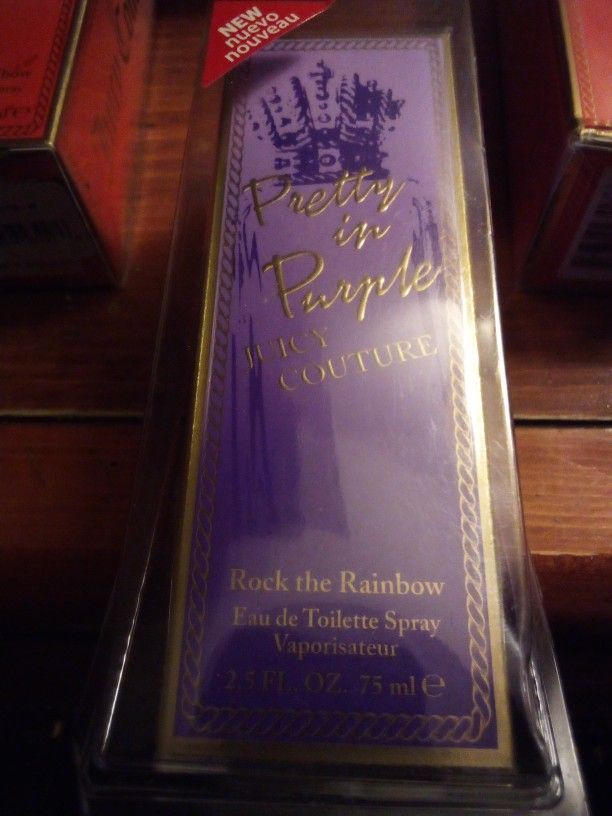 NEW
nuevo
nouveau
Pretty
in
Purple
JUICY
COUTURE
Rock the Rainbow
Eau de Toilette Spray
Vaporisateur
2.5 FL. OZ. 75 ml ℮